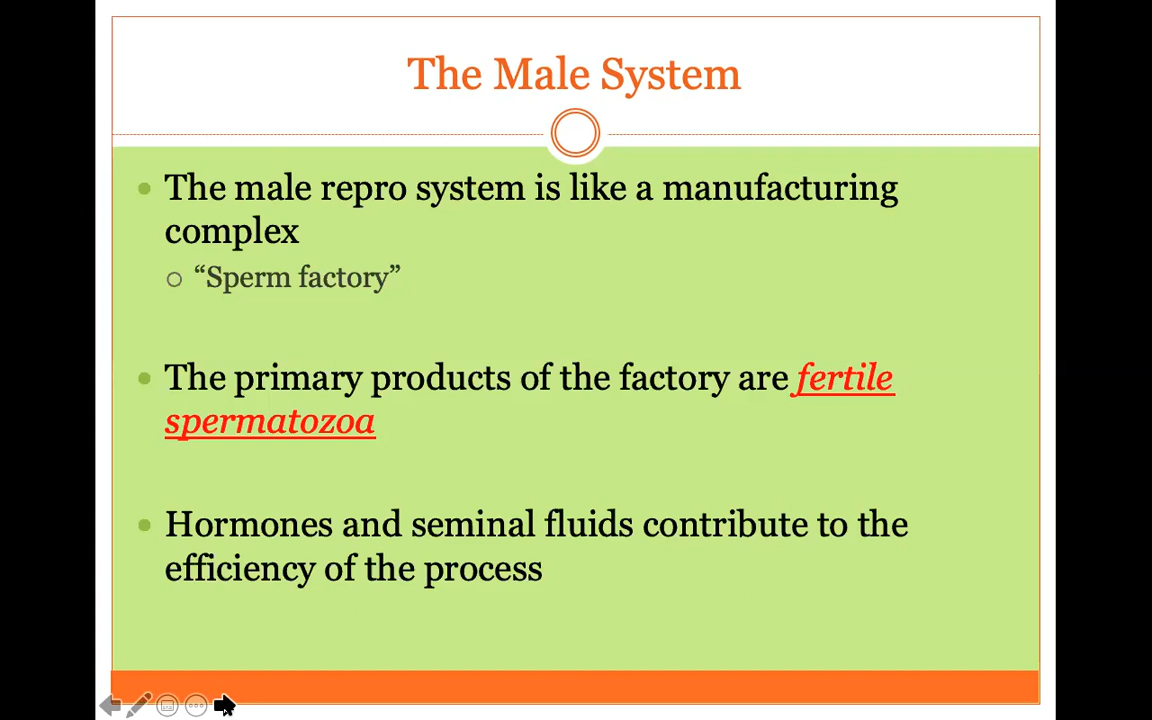 The Male System
• The male repro system is like a manufacturing
complex
○ “Sperm factory”
• The primary products of the factory are fertile
spermatozoa
• Hormones and seminal fluids contribute to the
efficiency of the process